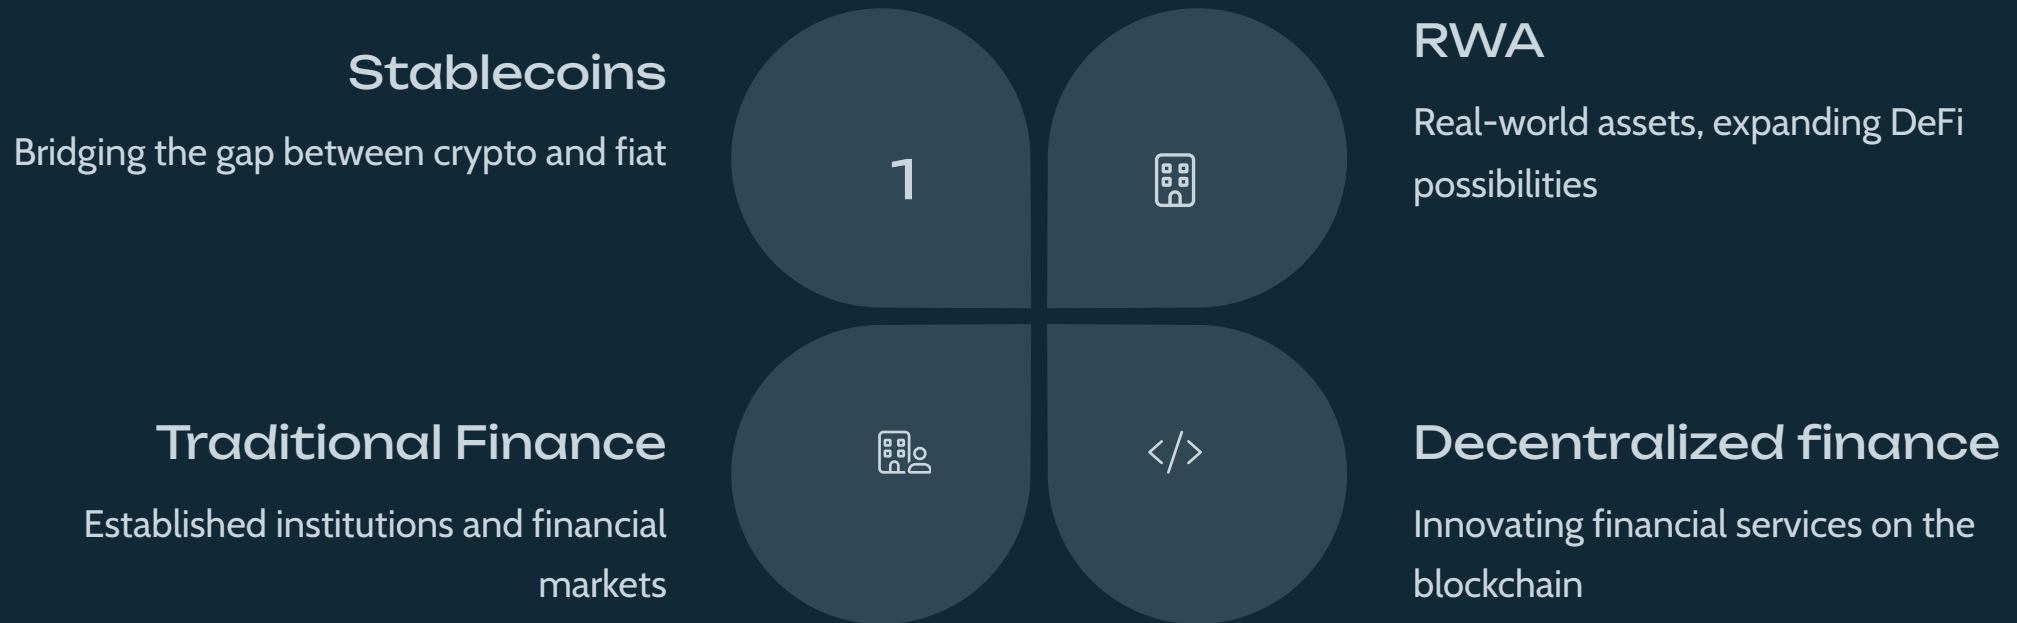 Stablecoins
Bridging the gap between crypto and fiat
1
RWA
Real-world assets, expanding DeFi
possibilities
Traditional Finance
Established institutions and financial
markets
Decentralized finance
Innovating financial services on the
blockchain